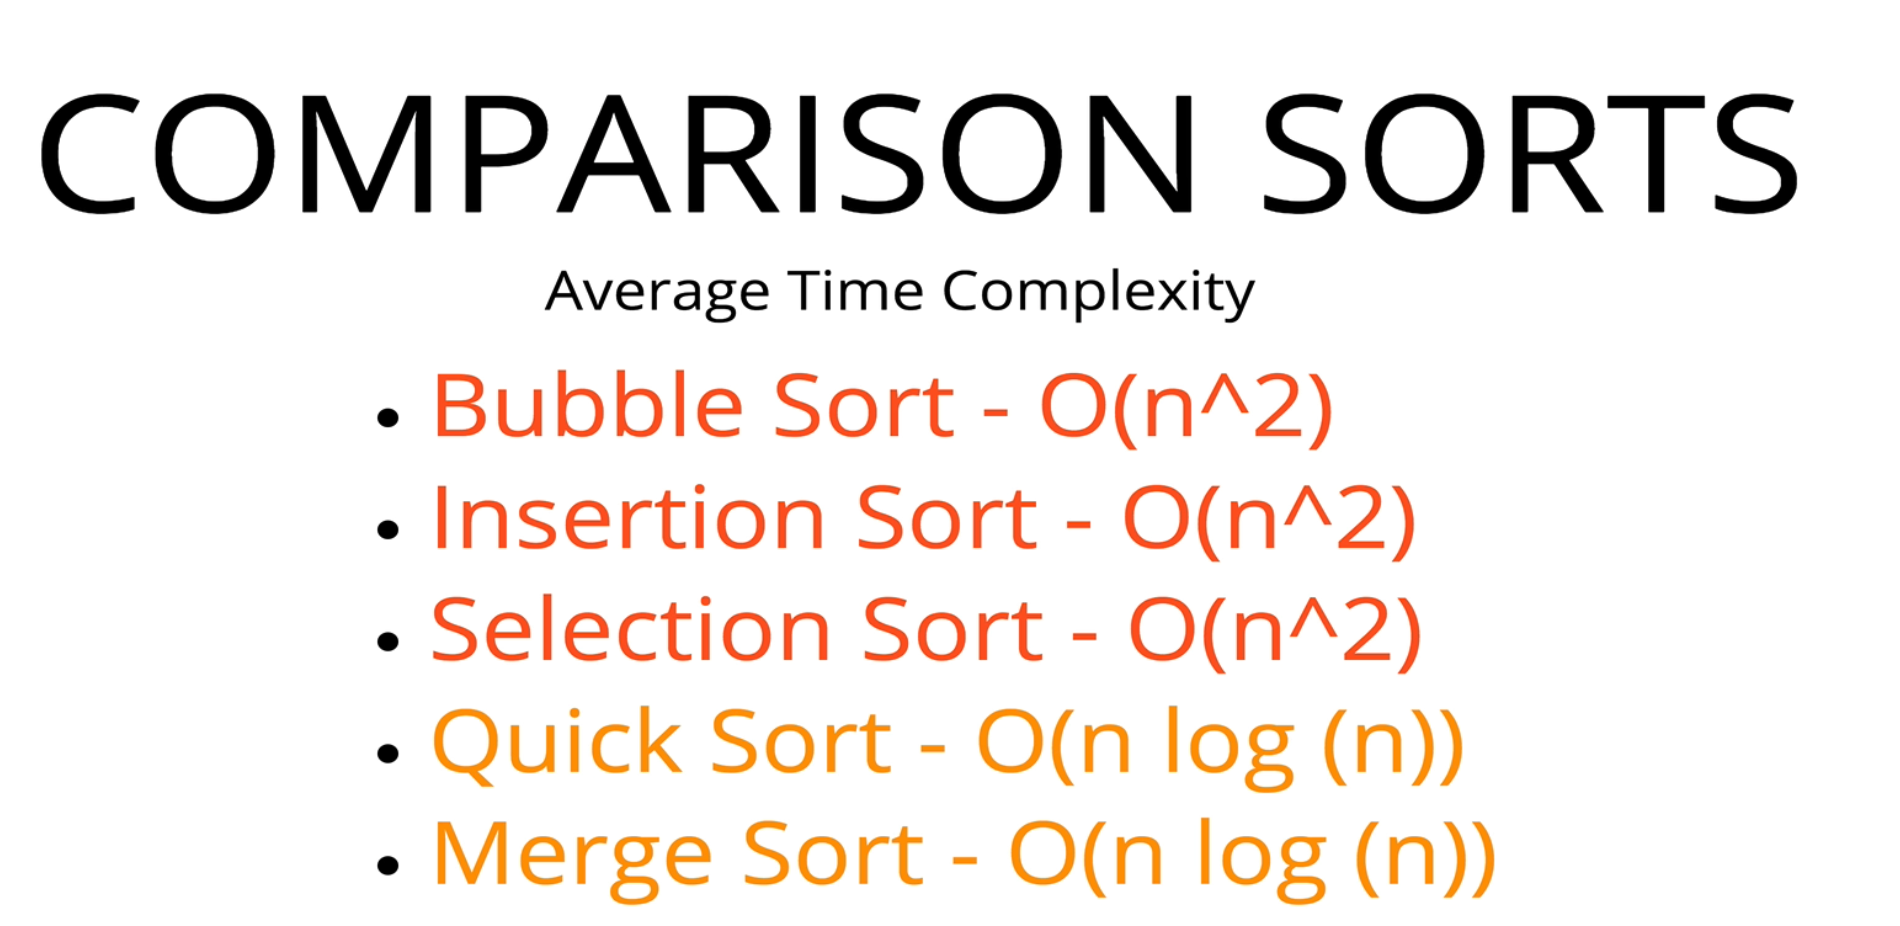 COMPARISON SORTS
Average Time Complexity
• Bubble Sort - O(n^2)
• Insertion Sort - O(n^2)
• Selection Sort - O(n^2)
• Quick Sort - O(n log (n))
• Merge Sort - O(n log (n))